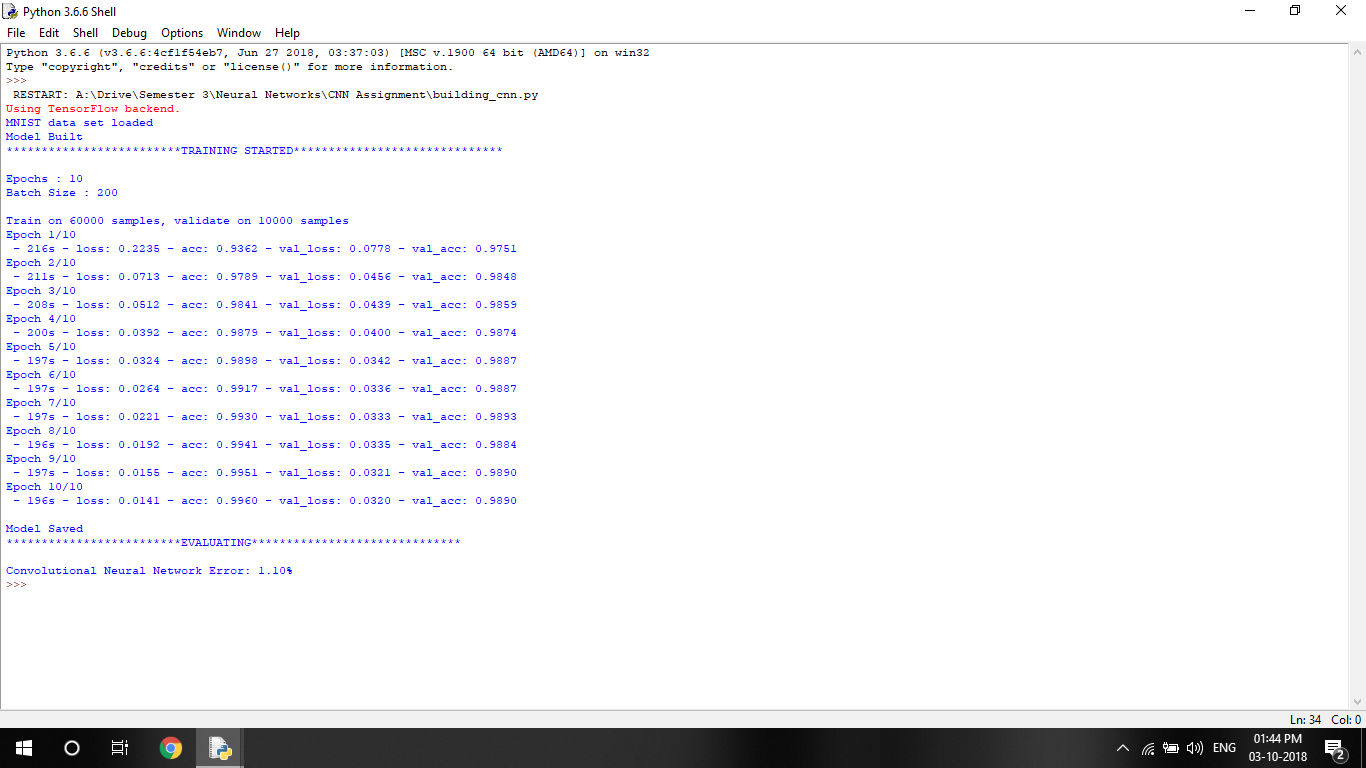 Python 3.6.6 Shell
File Edit Shell Debug Options Window Help
Python 3.6.6 (v3.6.6:4cf1f54eb7, Jun 27 2018, 03:37:03) [MSC v.1900 64 bit (AMD64)] on win32
Type "copyright", "credits" or "license()" for more information.
>>>
RESTART: A:\Drive\Semester 3\Neural Networks\CNN Assignment\building_cnn.py
Using TensorFlow backend.
MNIST data set loaded
Model Built
*************************TRAINING STARTED******************************
Epochs : 10
Batch Size : 200
Train on 60000 samples, validate on 10000 samples
Epoch 1/10
- 216s - loss: 0.2235 - acc: 0.9362 - val_loss: 0.0778 - val_acc: 0.9751
Epoch 2/10
- 211s - loss: 0.0713 - acc: 0.9789 - val_loss: 0.0456 - val_acc: 0.9848
Epoch 3/10
- 208s - loss: 0.0512 - acc: 0.9841 - val_loss: 0.0439 - val_acc: 0.9859
Epoch 4/10
- 200s - loss: 0.0392 - acc: 0.9879 - val_loss: 0.0400 - val_acc: 0.9874
Epoch 5/10
- 197s - loss: 0.0324 - acc: 0.9898 - val_loss: 0.0342 - val_acc: 0.9887
Epoch 6/10
- 197s - loss: 0.0264 - acc: 0.9917 - val_loss: 0.0336 - val_acc: 0.9887
Epoch 7/10
- 197s - loss: 0.0221 - acc: 0.9930 - val_loss: 0.0333 - val_acc: 0.9893
Epoch 8/10
- 196s - loss: 0.0192 - acc: 0.9941 - val_loss: 0.0335 - val_acc: 0.9884
Epoch 9/10
- 197s - loss: 0.0155 - acc: 0.9951 - val_loss: 0.0321 - val_acc: 0.9890
Epoch 10/10
- 196s - loss: 0.0141 - acc: 0.9960 - val_loss: 0.0320 - val_acc: 0.9890
Model Saved
*************************EVALUATING******************************
Convolutional Neural Network Error: 1.10%
>>>
Ln: 34 Col: 0
ENG
01:44 PM
03-10-2018
2